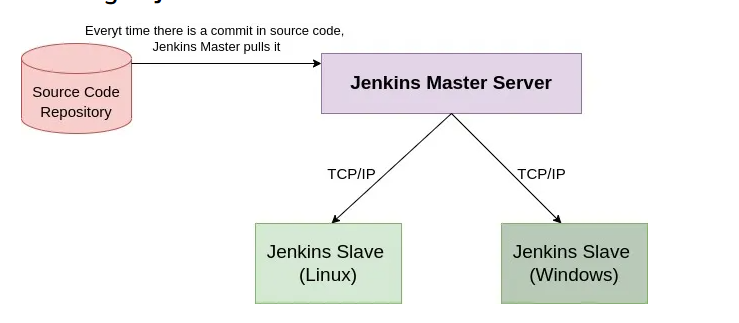 Everyt time there is a commit in source code,
Jenkins Master pulls it
Source Code
Repository
Jenkins Master Server
TCP/IP
TCP/IP
Jenkins Slave
(Linux)
Jenkins Slave
(Windows)